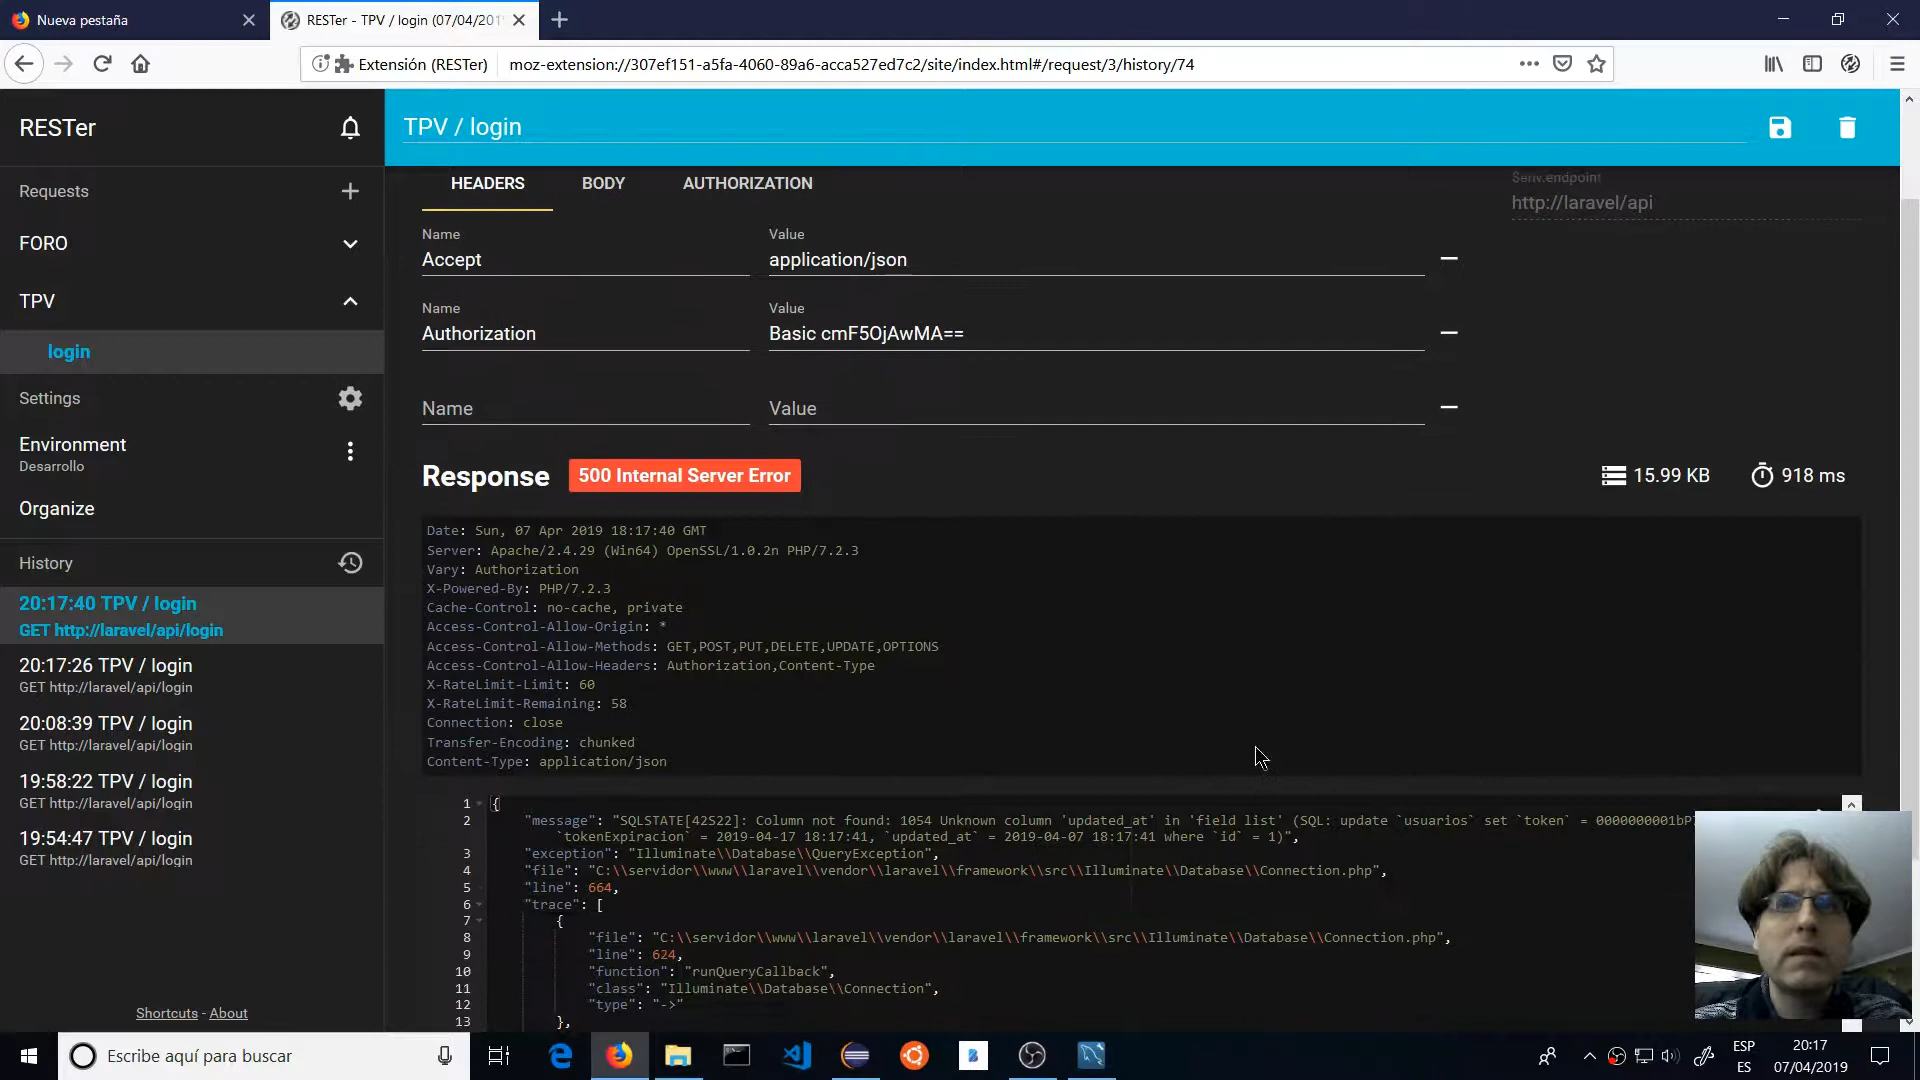 Nueva pestaña
RESTer - TPV / login (07/04/201
Extensión (RESTer)
moz-extension://307ef151-a5fa-4060-89a6-acca527ed7c2/site/index.html#/request/3/history/74
RESTer
TPV / login
Requests
FORO
TPV
login
Settings
Environment
Desarrollo
Organize
History
20:17:40 TPV / login
GET http://laravel/api/login
20:17:26 TPV / login
GET http://laravel/api/login
20:08:39 TPV / login
GET http://laravel/api/login
19:58:22 TPV / login
GET http://laravel/api/login
19:54:47 TPV / login
GET http://laravel/api/login
Shortcuts - About
HEADERS BODY AUTHORIZATION
http://laravel/api
Name Value
Accept application/json
Name Value
Authorization Basic cmF5OjAwMA==
Name Value
Response 500 Internal Server Error 15.99 KB 918 ms
Date: Sun, 07 Apr 2019 18:17:40 GMT
Server: Apache/2.4.29 (Win64) OpenSSL/1.0.2n PHP/7.2.3
Vary: Authorization
X-Powered-By: PHP/7.2.3
Cache-Control: no-cache, private
Access-Control-Allow-Origin: *
Access-Control-Allow-Methods: GET,POST,PUT,DELETE,UPDATE,OPTIONS
Access-Control-Allow-Headers: Authorization,Content-Type
X-RateLimit-Limit: 60
X-RateLimit-Remaining: 58
Connection: close
Transfer-Encoding: chunked
Content-Type: application/json
1 {
2 "message": "SQLSTATE[42S22]: Column not found: 1054 Unknown column 'updated_at' in 'field list' (SQL: update `usuarios` set `token` =
`tokenExpiracion` = 2019-04-17 18:17:41, `updated_at` = 2019-04-07 18:17:41 where `id` = 1)",
3 "exception": "Illuminate\\Database\\QueryException",
4 "file": "C:\\servidor\\www\\laravel\\vendor\\laravel\\framework\\src\\Illuminate\\Database\\Connection.php",
5 "line": 664,
6 "trace": [
7 {
8 "file": "C:\\servidor\\www\\laravel\\vendor\\laravel\\framework\\src\\Illuminate\\Database\\Connection.php",
9 "line": 624,
10 "function": "runQueryCallback",
11 "class": "Illuminate\\Database\\Connection",
12 "type": "->"
13 },
Escribe aquí para buscar
ESP
ES
20:17
07/04/2019